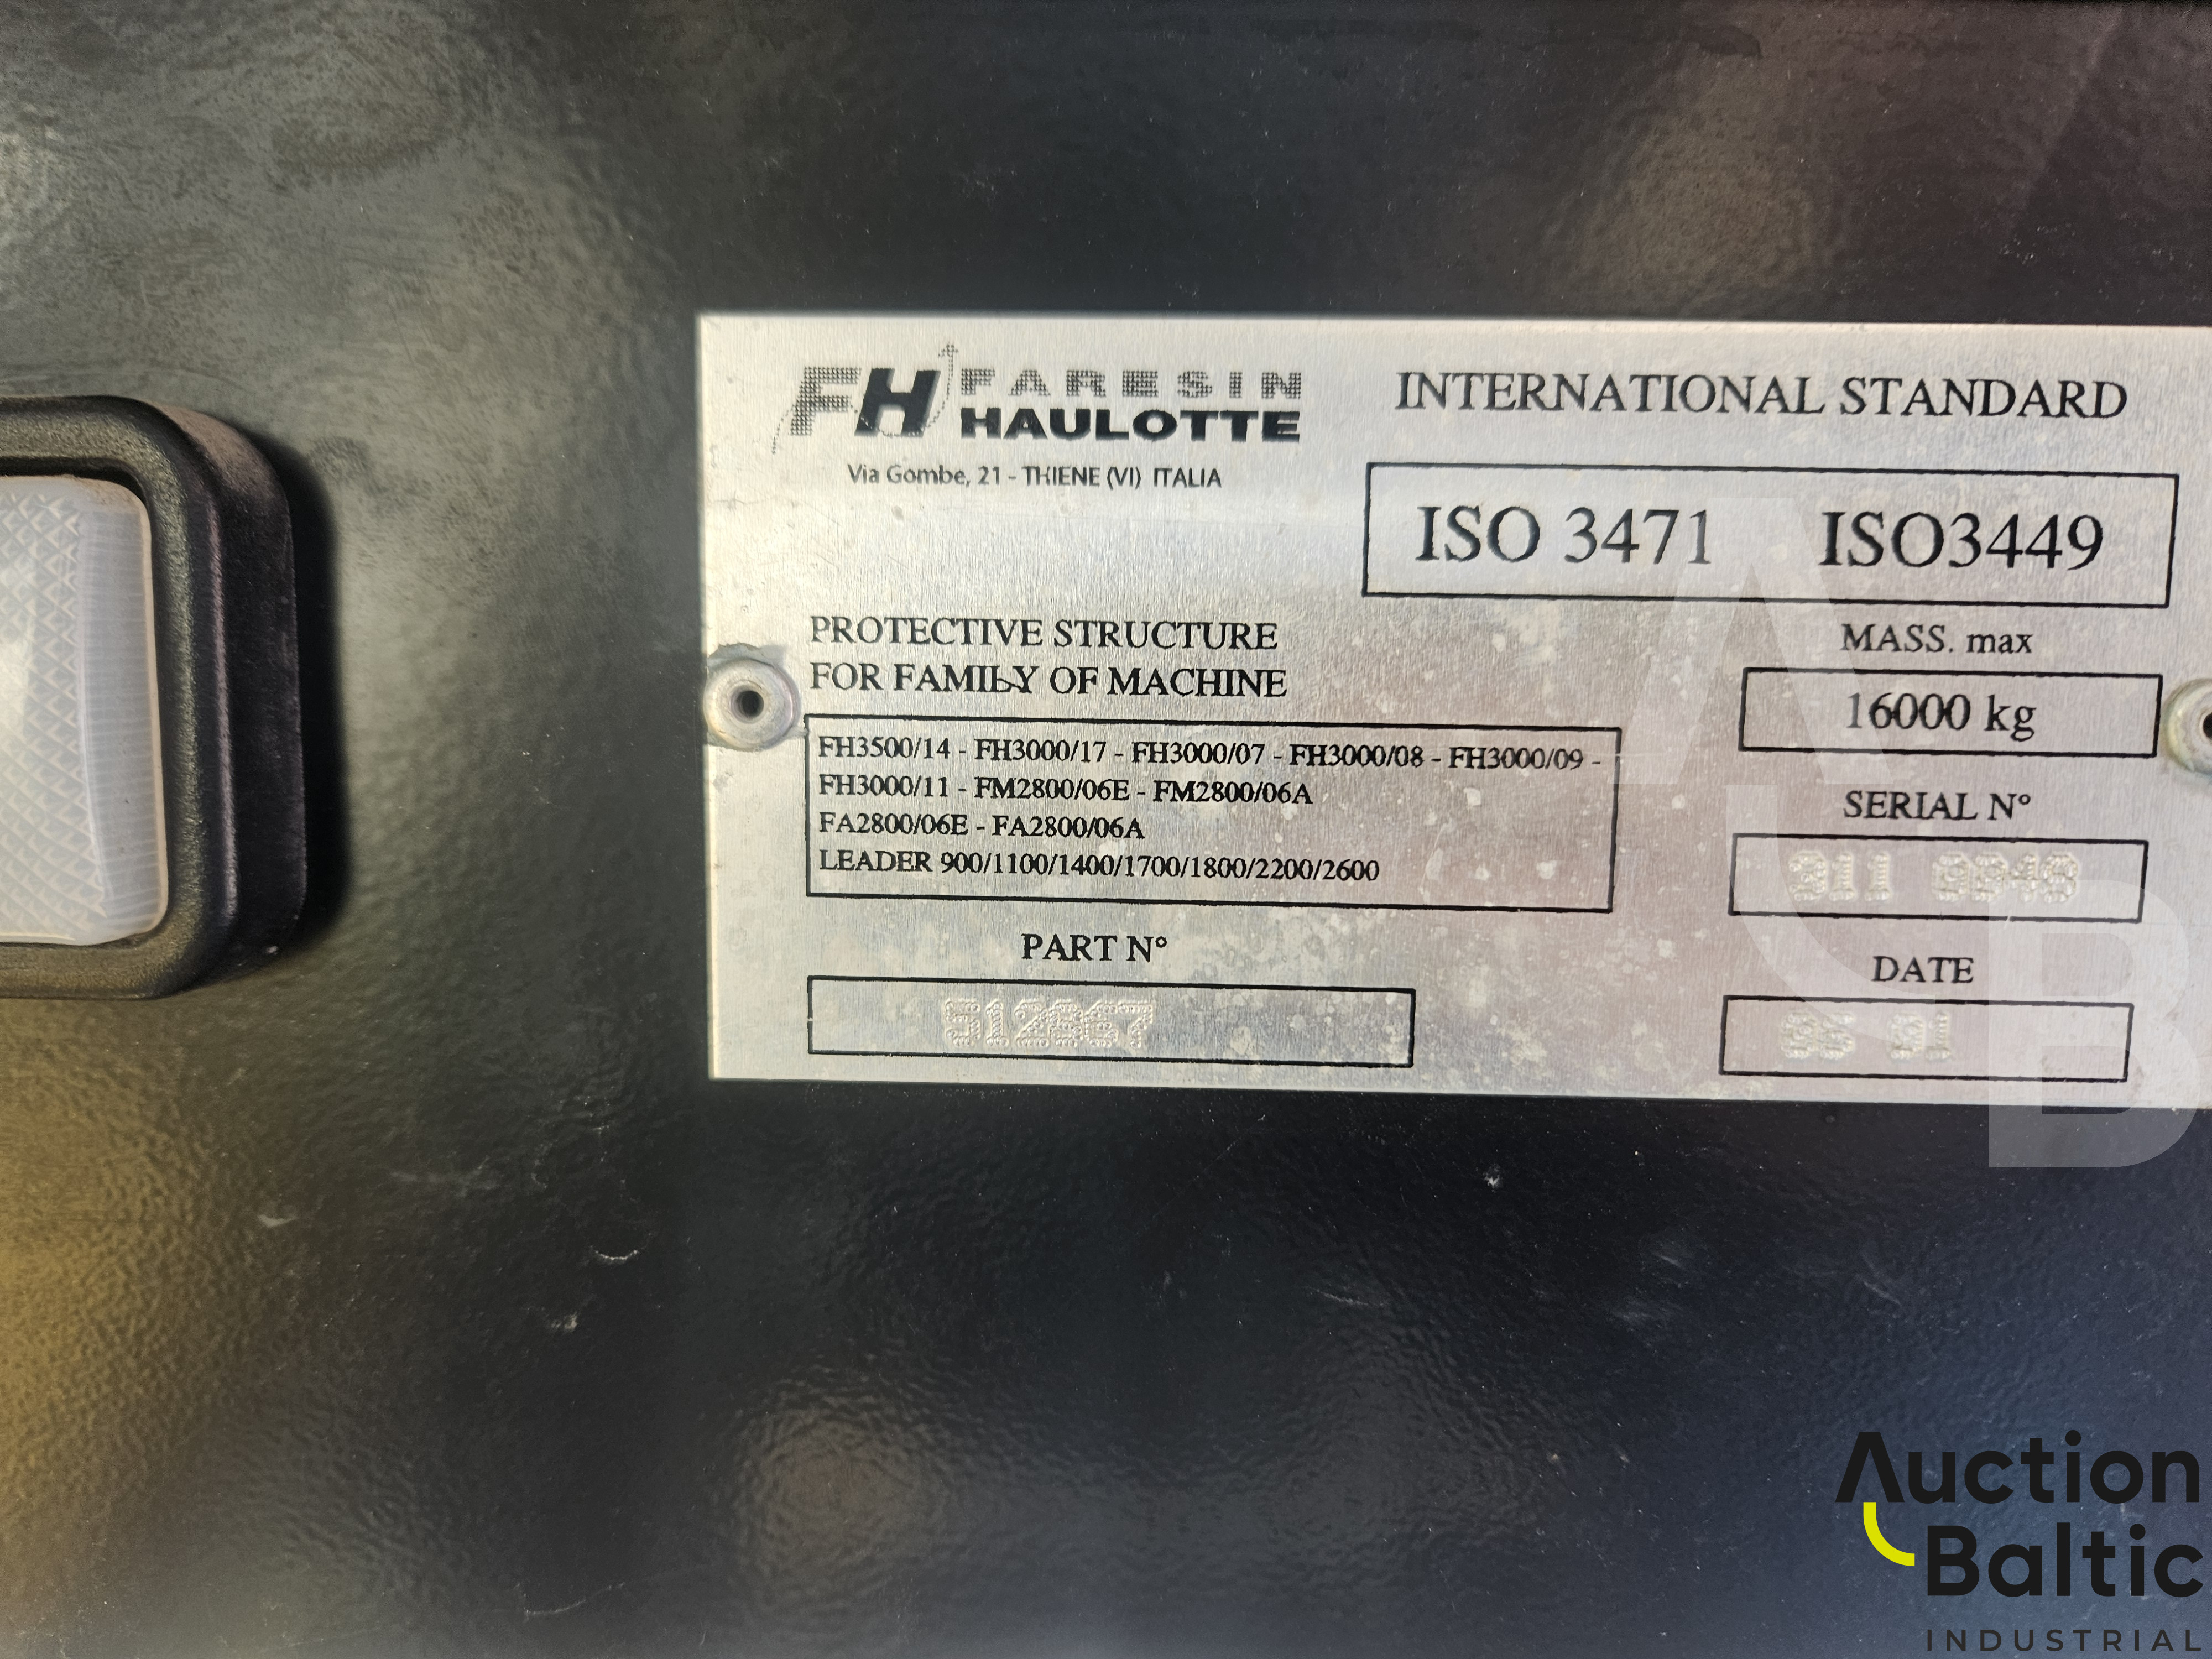 FH FARESIN
HAULOTTE
Via Gombe, 21 - THIENE (VI) ITALIA
INTERNATIONAL STANDARD
ISO 3471 ISO3449
PROTECTIVE STRUCTURE
FOR FAMILY OF MACHINE
FH3500/14 - FH3000/17 - FH3000/07 - FH3000/08 - FH3000/09 -
FH3000/11 - FM2800/06E - FM2800/06A
FA2800/06E - FA2800/06A
LEADER 900/1100/1400/1700/1800/2200/2600
MASS. max
16000 kg
SERIAL N°
PART N°
DATE
Auction
Baltic
INDUSTRIAL